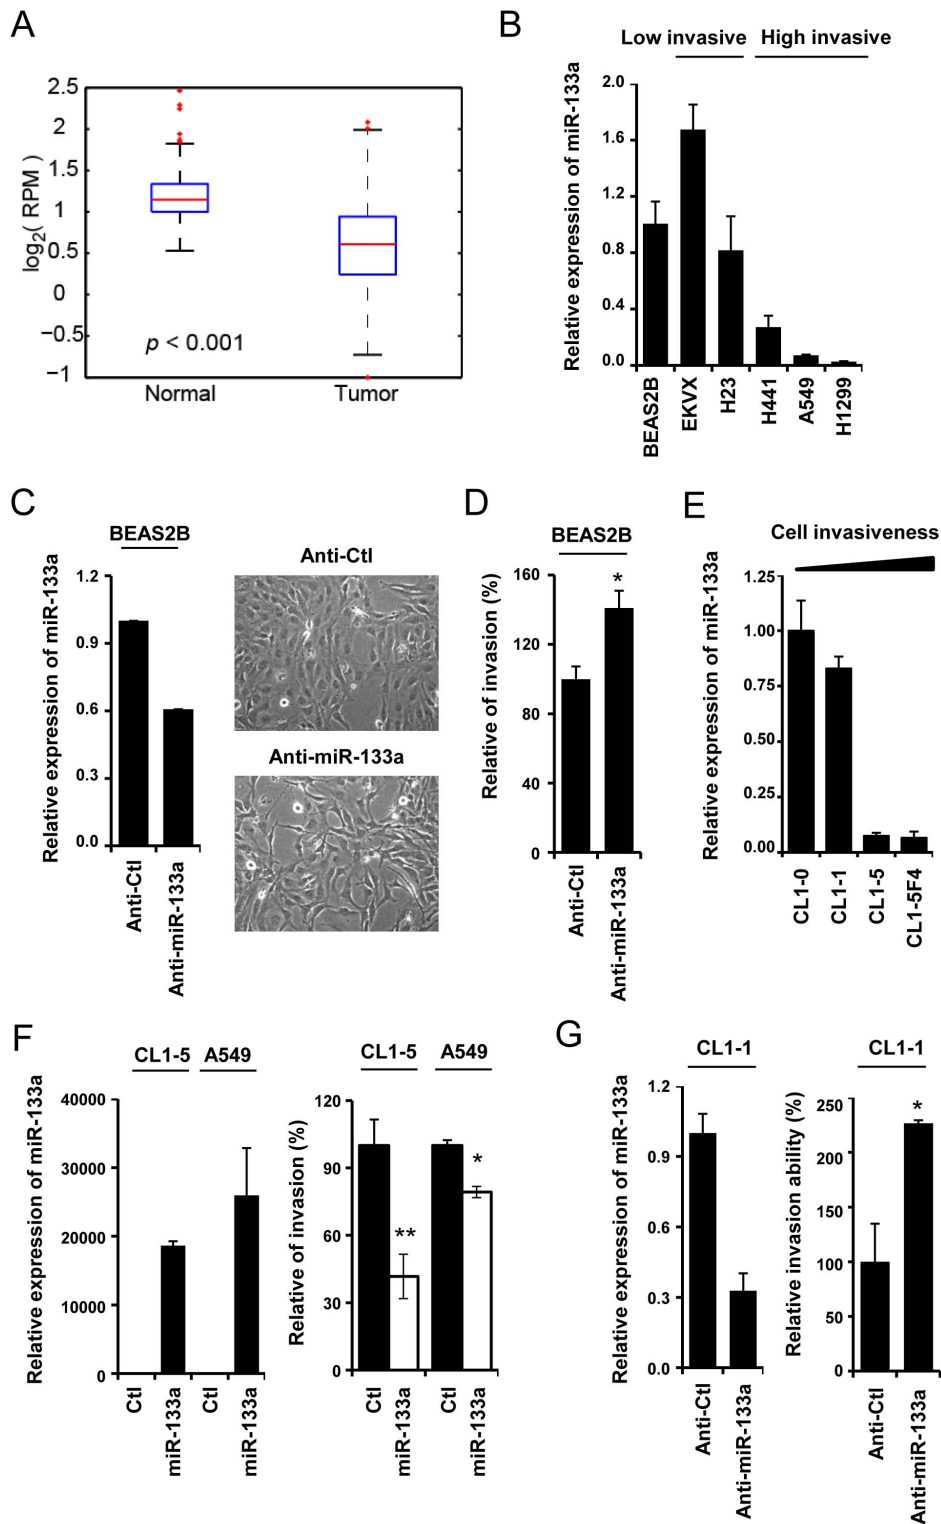 A
2.5
2
1.5
1
0.5
0
−0.5
−1
log2( RPM )
p < 0.001
Normal
Tumor
B
Low invasive
High invasive
Relative expression of miR-133a
2.0
1.6
1.2
0.8
0.4
0.0
BEAS2B
EKVX
H23
H441
A549
H1299
C
BEAS2B
Relative expression of miR-133a
1.2
0.9
0.6
0.3
0.0
Anti-Ctl
Anti-miR-133a
Anti-Ctl
Anti-miR-133a
D
BEAS2B
Relative of invasion (%)
160
120
80
40
0
*
Anti-Ctl
Anti-miR-133a
E
Cell invasiveness
Relative expression of miR-133a
1.25
1.00
0.75
0.50
0.25
0.00
CL1-0
CL1-1
CL1-5
CL1-5F4
F
CL1-5
A549
Relative expression of miR-133a
40000
30000
20000
10000
0
Ctl
miR-133a
Ctl
miR-133a
CL1-5
A549
Relative of invasion (%)
120
90
60
30
0
**
*
Ctl
miR-133a
Ctl
miR-133a
G
CL1-1
Relative expression of miR-133a
1.2
0.9
0.6
0.3
0.0
Anti-Ctl
Anti-miR-133a
CL1-1
Relative invasion ability (%)
250
200
150
100
50
0
*
Anti-Ctl
Anti-miR-133a